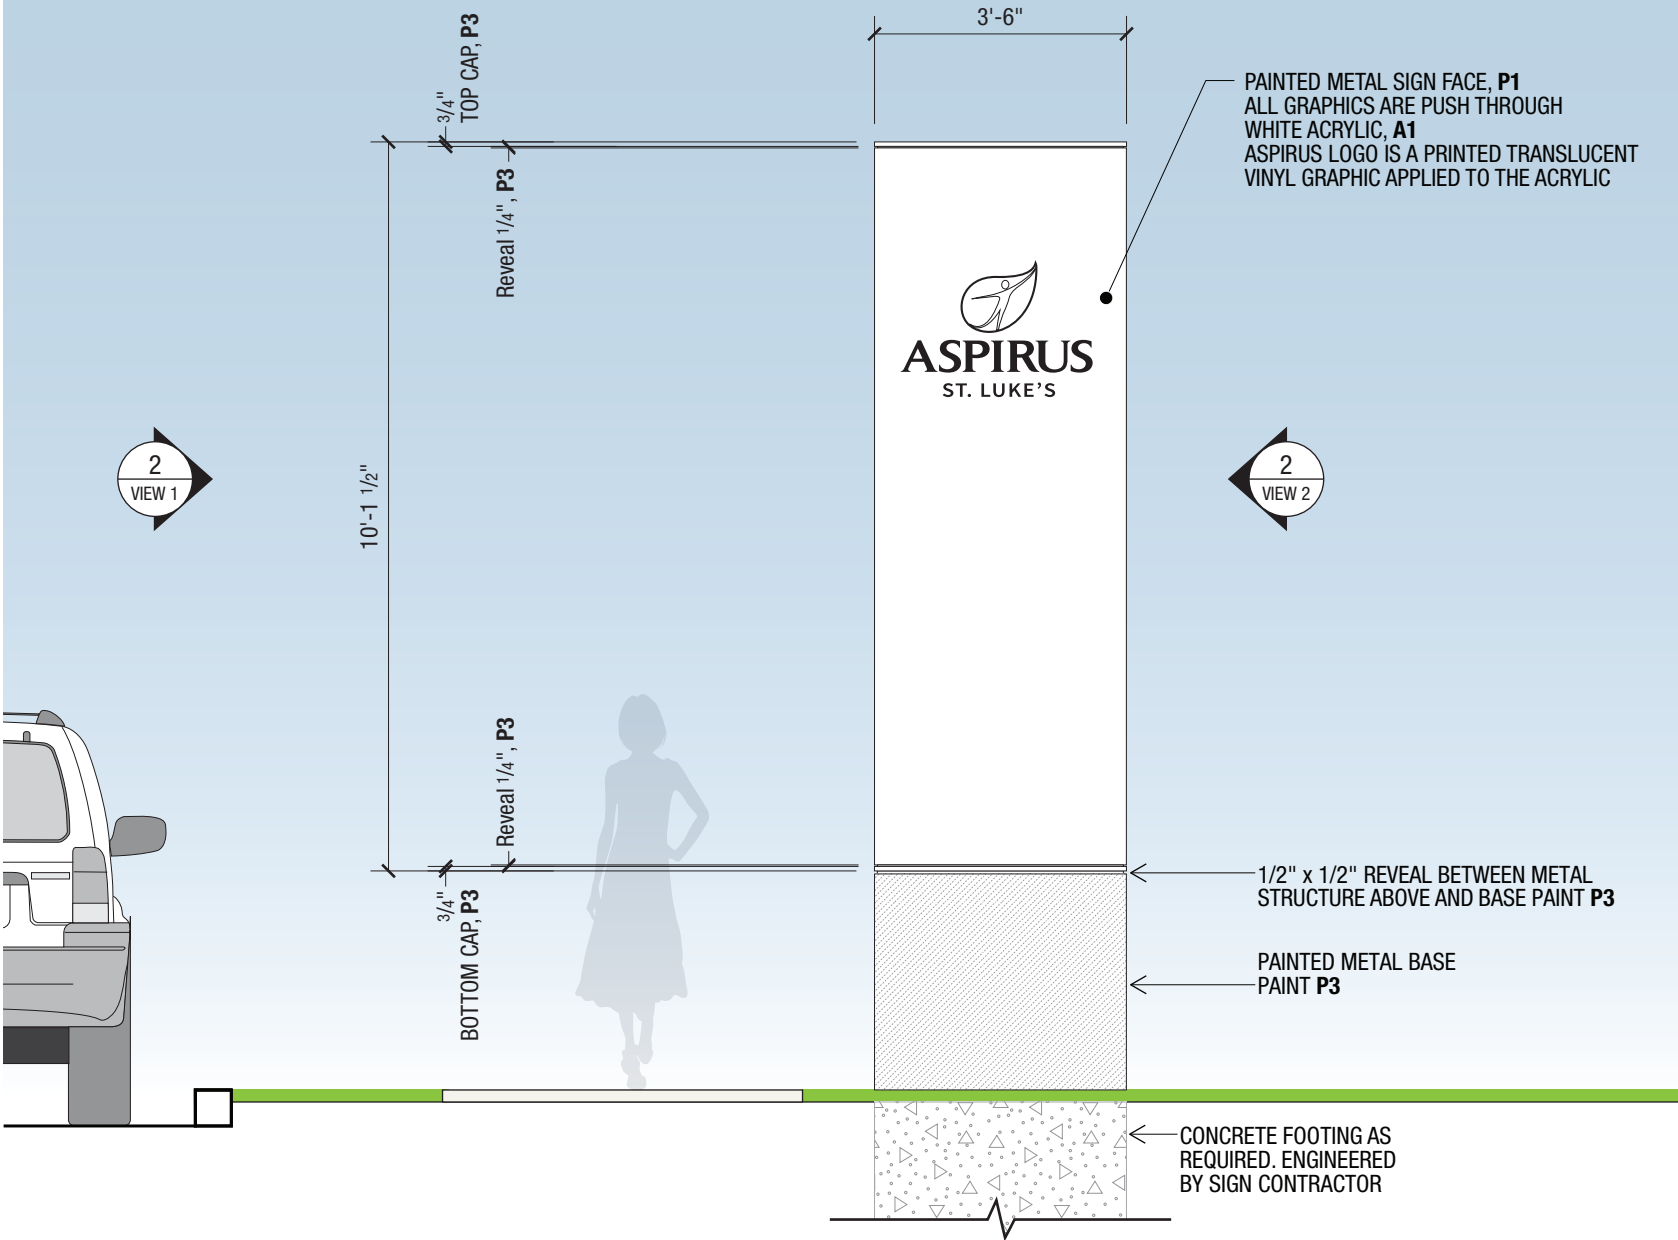 3'-6"
3/4"
TOP CAP, P3
Reveal 1/4", P3
PAINTED METAL SIGN FACE, P1
ALL GRAPHICS ARE PUSH THROUGH
WHITE ACRYLIC, A1
ASPIRUS LOGO IS A PRINTED TRANSLUCENT
VINYL GRAPHIC APPLIED TO THE ACRYLIC
ASPIRUS
ST. LUKE'S
2
VIEW 1
10'-1 1/2"
2
VIEW 2
Reveal 1/4", P3
3/4"
BOTTOM CAP, P3
1/2" x 1/2" REVEAL BETWEEN METAL
STRUCTURE ABOVE AND BASE PAINT P3
PAINTED METAL BASE
PAINT P3
CONCRETE FOOTING AS
REQUIRED. ENGINEERED
BY SIGN CONTRACTOR